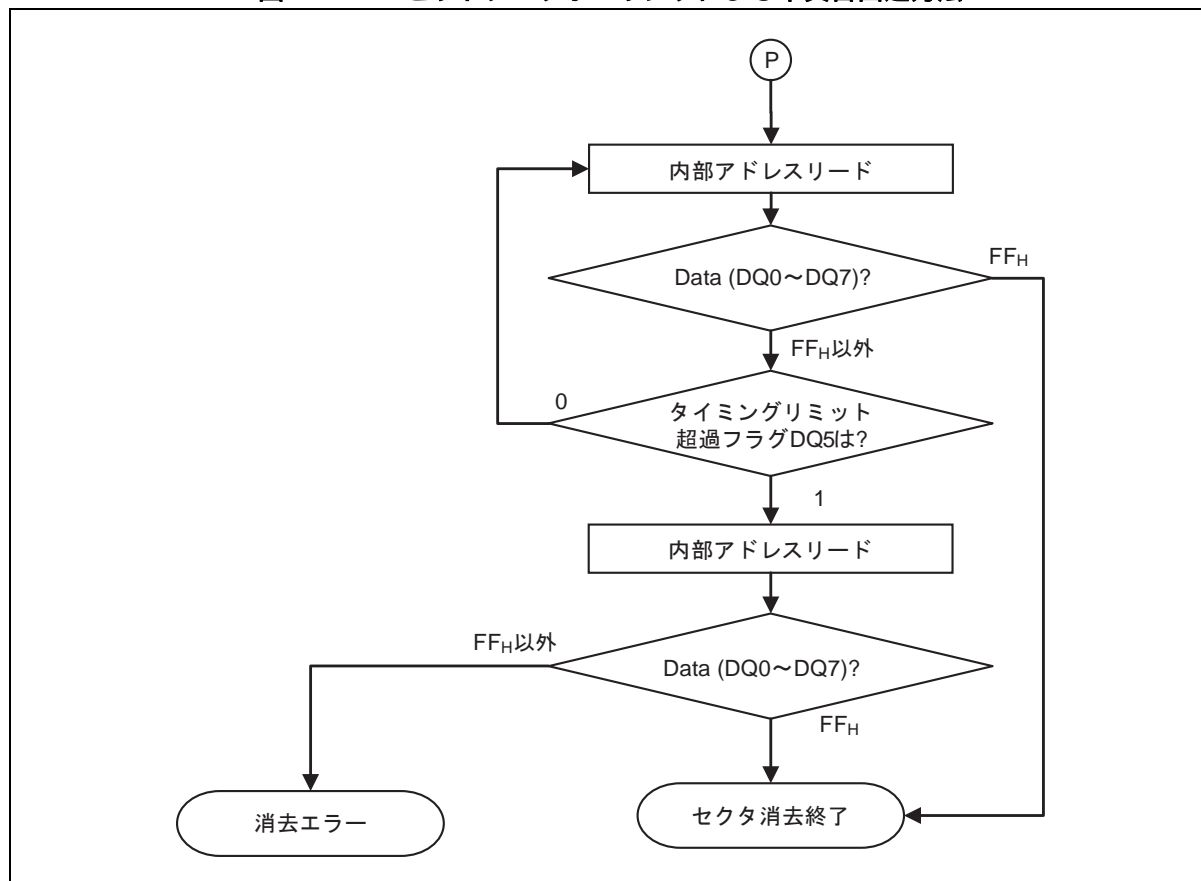 P
内部アドレスリード
Data (DQ0～DQ7)?
FFH
FFH以外
0
タイミングリミット
超過フラグDQ5は?
1
内部アドレスリード
FFH以外
Data (DQ0～DQ7)?
FFH
消去エラー
セクタ消去終了